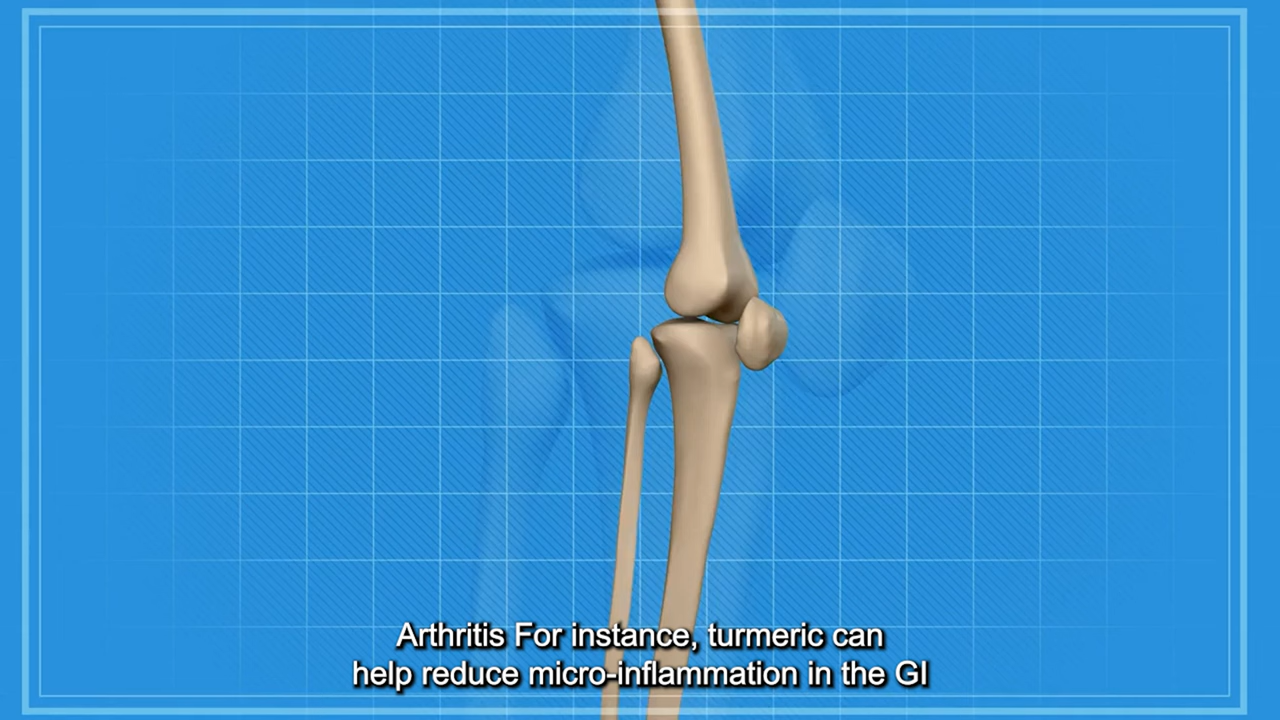 Arthritis For instance, turmeric can
help reduce micro-inflammation in the GI